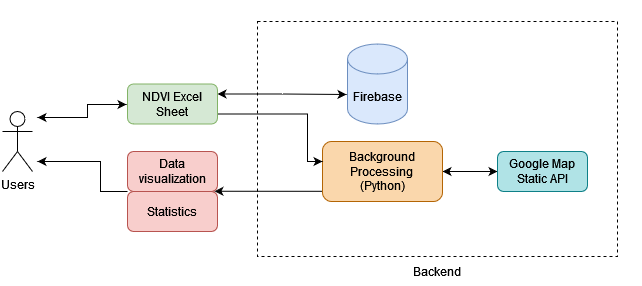 NDVI Excel
Sheet
Firebase
Users
Data
visualization
Statistics
Background
Processing
(Python)
Google Map
Static API
Backend